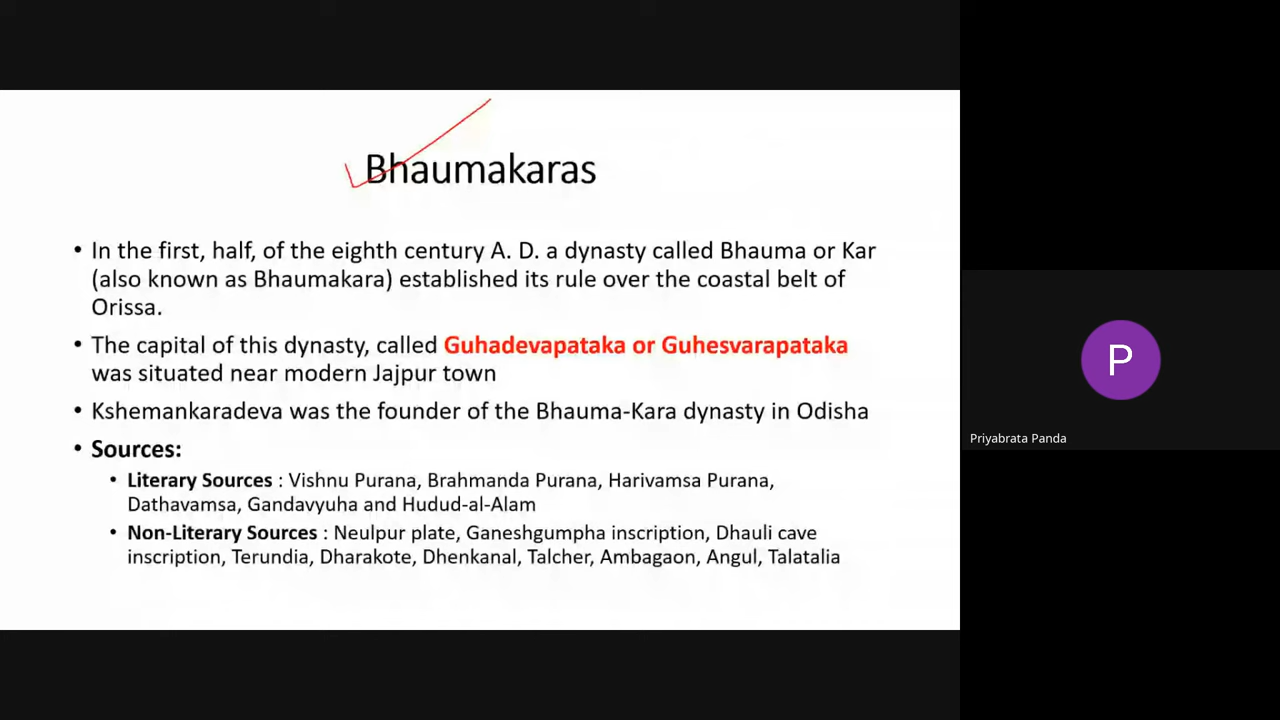 Bhaumakaras
• In the first, half, of the eighth century A. D. a dynasty called Bhauma or Kar
(also known as Bhaumakara) established its rule over the coastal belt of
Orissa.
• The capital of this dynasty, called Guhadevapataka or Guhesvarapataka
was situated near modern Jajpur town
• Kshemankaradeva was the founder of the Bhauma-Kara dynasty in Odisha
• Sources:
• Literary Sources : Vishnu Purana, Brahmanda Purana, Harivamsa Purana,
Dathavamsa, Gandavyuha and Hudud-al-Alam
• Non-Literary Sources : Neulpur plate, Ganeshgumpha inscription, Dhauli cave
inscription, Terundia, Dharakote, Dhenkanal, Talcher, Ambagaon, Angul, Talatalia
P
Priyabrata Panda